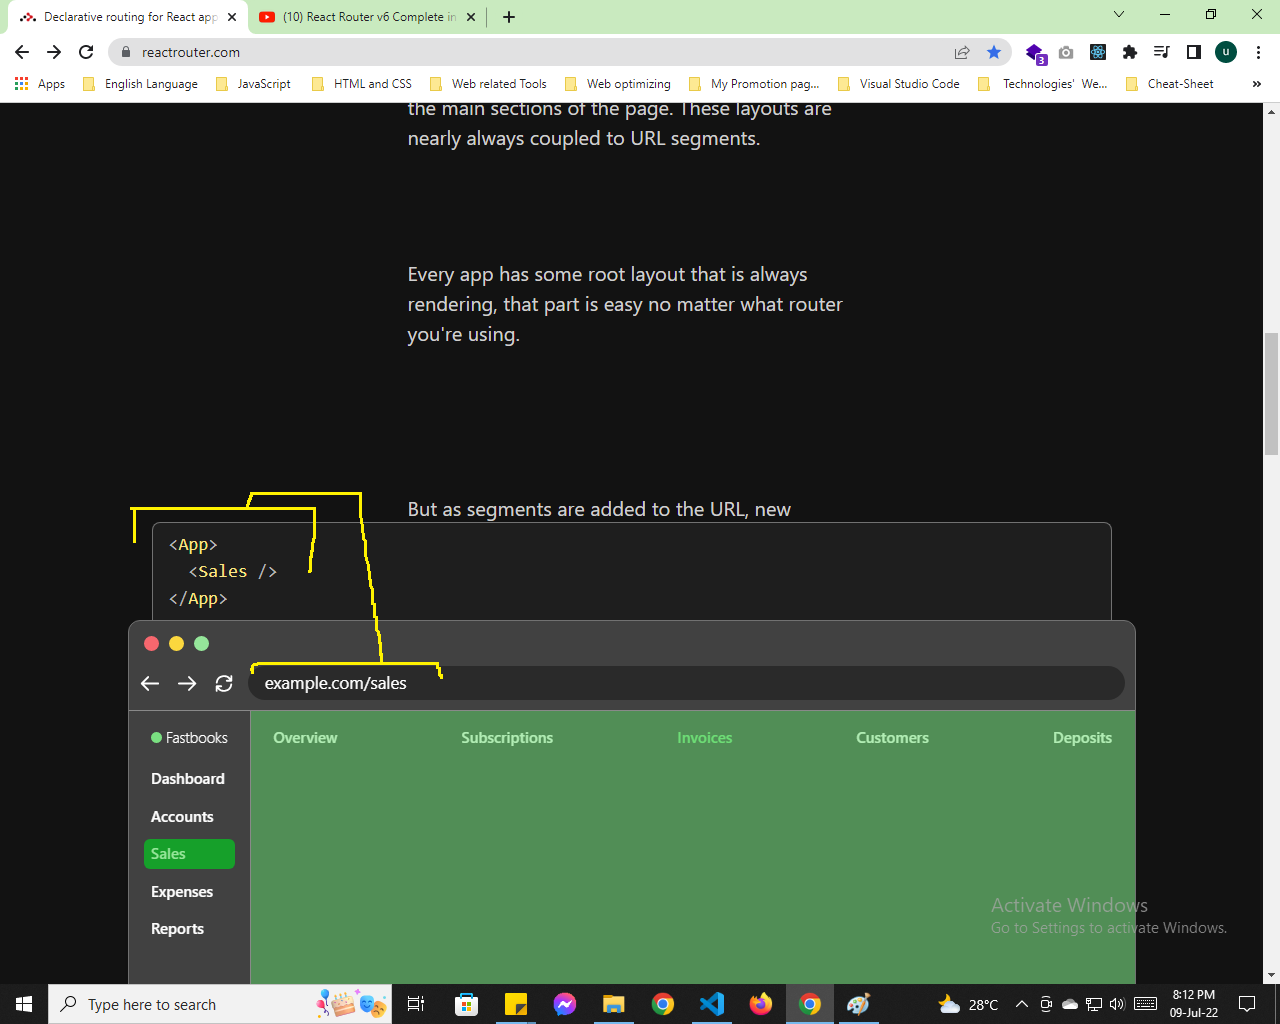 Declarative routing for React app
(10) React Router v6 Complete in
reactrouter.com
3
u
Apps
English Language
JavaScript
HTML and CSS
Web related Tools
Web optimizing
My Promotion pag...
Visual Studio Code
Technologies' We...
Cheat-Sheet
»
the main sections of the page. These layouts are
nearly always coupled to URL segments.
Every app has some root layout that is always
rendering, that part is easy no matter what router
you're using.
But as segments are added to the URL, new
<App>
<Sales />
</App>
example.com/sales
Fastbooks
Overview
Subscriptions
Invoices
Customers
Deposits
Dashboard
Accounts
Sales
Expenses
Reports
Activate Windows
Go to Settings to activate Windows.
Type here to search
28°C
8:12 PM
09-Jul-22